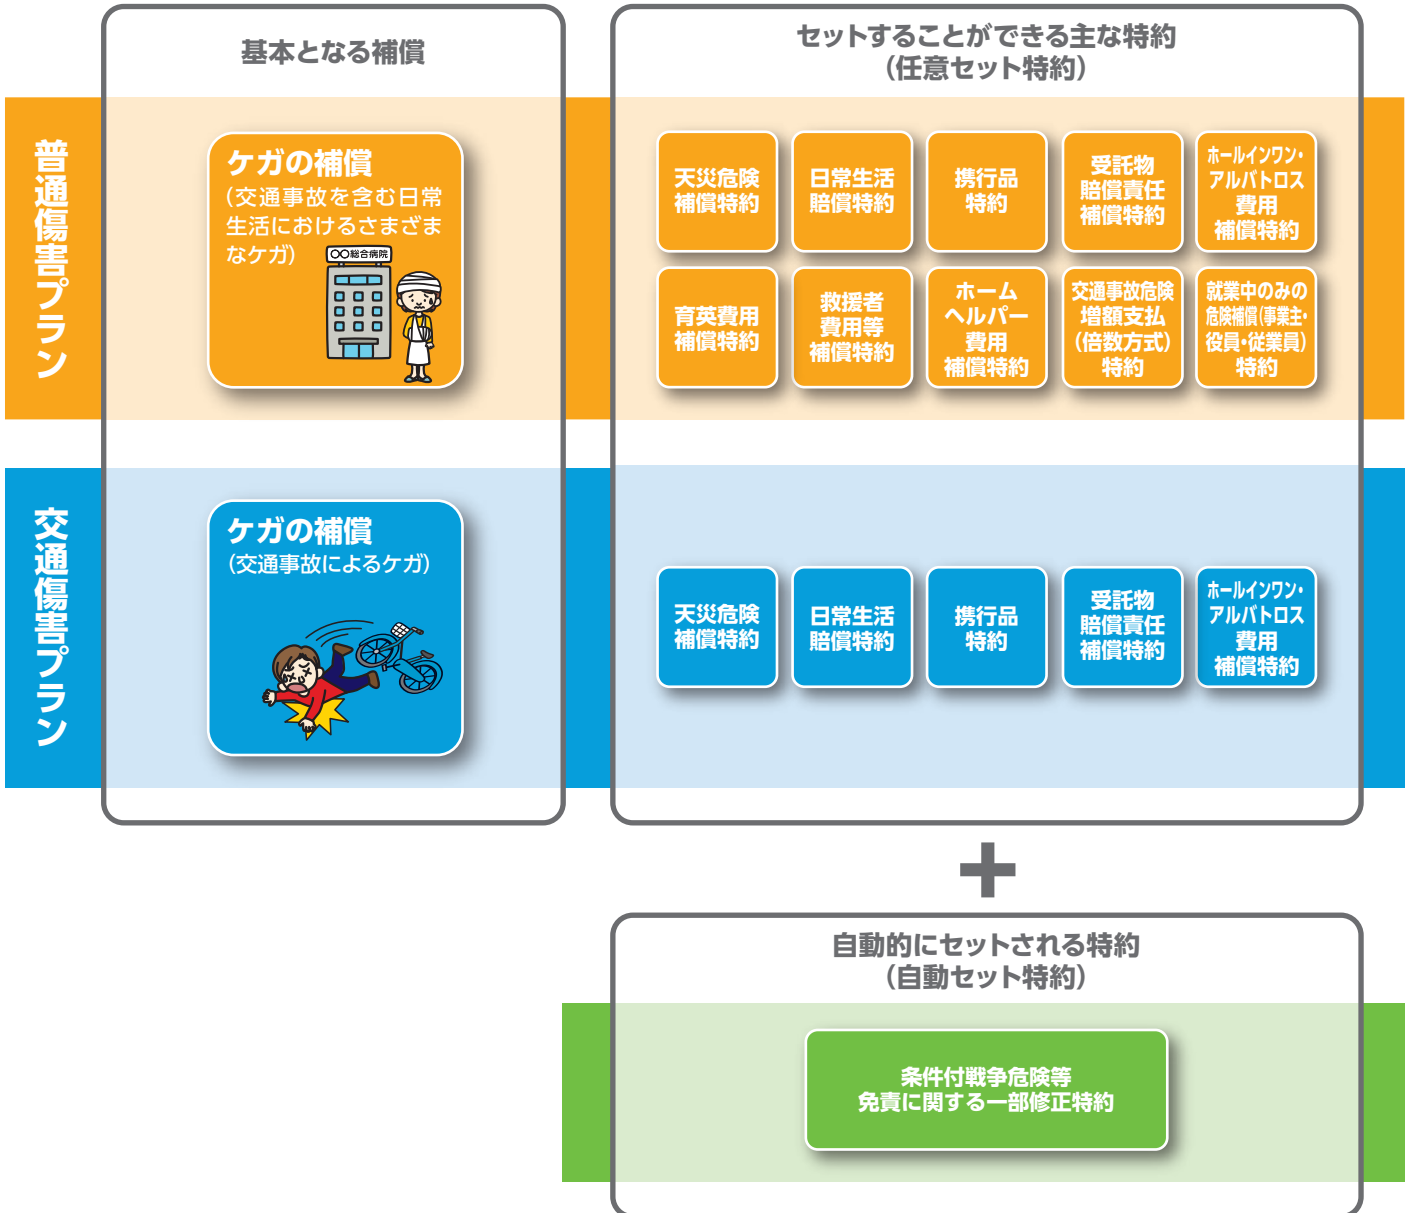 基本となる補償
セットすることができる主な特約
(任意セット特約)
普通傷害プラン
ケガの補償
(交通事故を含む日常
生活におけるさまざま
なケガ)
〇〇総合病院
天災危険
補償特約
日常生活
賠償特約
携行品
特約
受託物
賠償責任
補償特約
ホールインワン・
アルバトロス
費用
補償特約
育英費用
補償特約
救援者
費用等
補償特約
ホーム
ヘルパー
費用
補償特約
交通事故危険
増額支払
(倍数方式)
特約
就業中のみの
危険補償(事業主・
役員・従業員)
特約
交通傷害プラン
ケガの補償
(交通事故によるケガ)
天災危険
補償特約
日常生活
賠償特約
携行品
特約
受託物
賠償責任
補償特約
ホールインワン・
アルバトロス
費用
補償特約
+
自動的にセットされる特約
(自動セット特約)
条件付戦争危険等
免責に関する一部修正特約